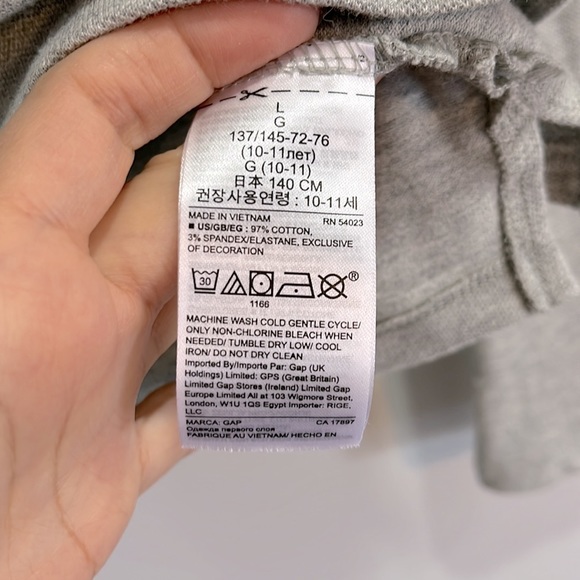 L
G
137/145-72-76
(10-11лет)
G (10-11)
日本 140 CM
권장사용연령 : 10-11세
MADE IN VIETNAM RN 54023
■ US/GB/EG : 97% COTTON,
3% SPANDEX/ELASTANE, EXCLUSIVE
OF DECORATION
30
®
1166
MACHINE WASH COLD GENTLE CYCLE/
ONLY NON-CHLORINE BLEACH WHEN
NEEDED/ TUMBLE DRY LOW/ COOL
IRON/ DO NOT DRY CLEAN
Imported By/Importe Par: Gap (UK
Holdings) Limited: GPS (Great Britain)
Limited Gap Stores (Ireland) Limited Gap
Europe Limited All at 103 Wigmore Street,
London, W1U 1QS Egypt Importer: RIGE,
LLC
MARCA: GAP CA 17897
Одежда первого слоя
FABRIQUE AU VIETNAM/ HECHO EN